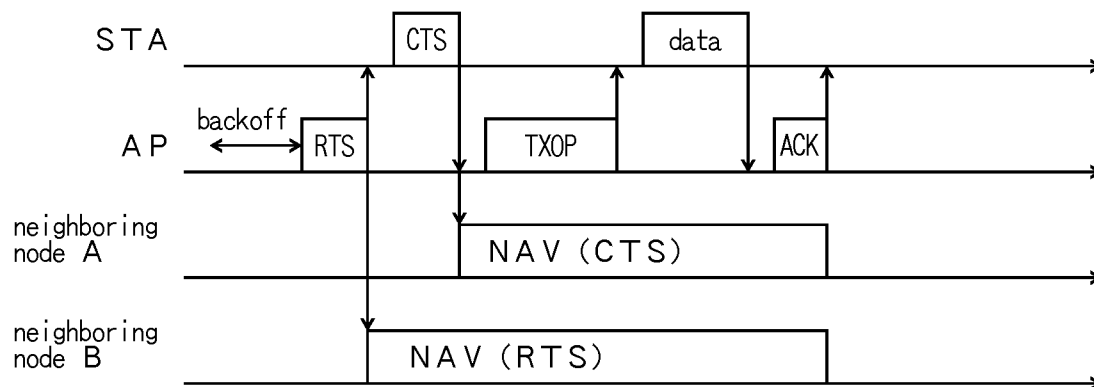 STA
CTS
data
backoff
AP
RTS
TXOP
ACK
neighboring
node A
NAV (CTS)
neighboring
node B
NAV (RTS)